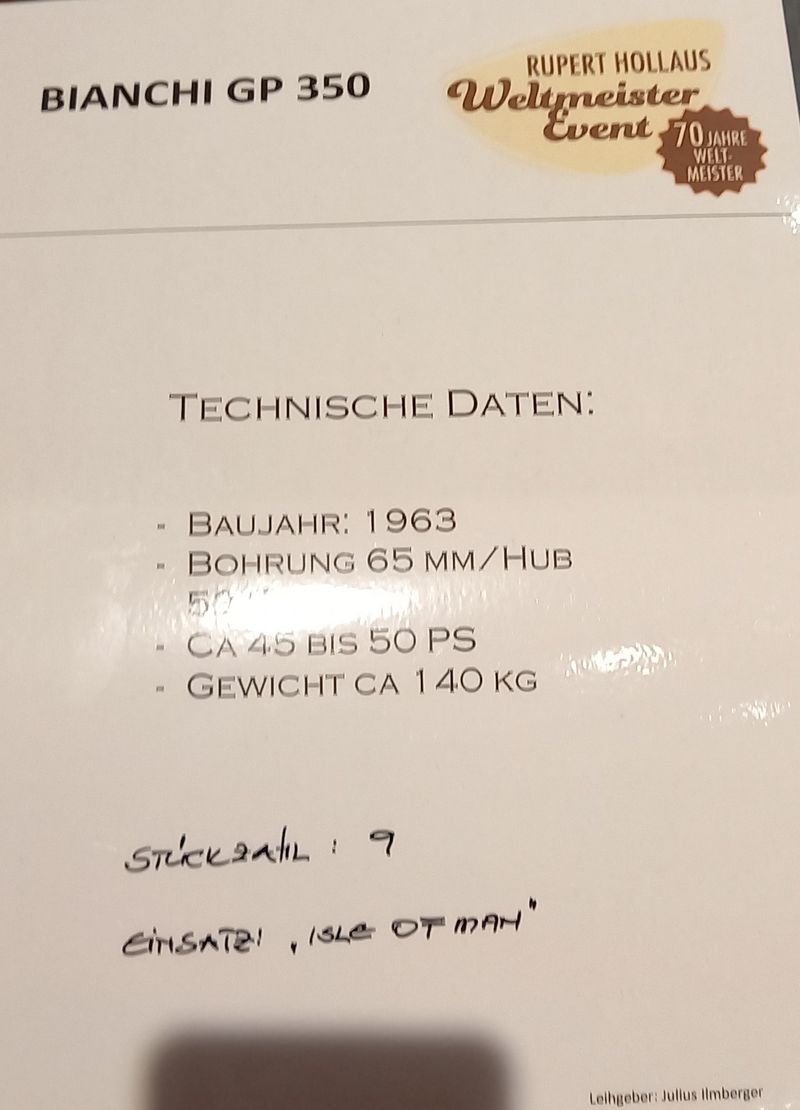 BIANCHI GP 350
RUPERT HOLLAUS
Weltmeister
Event
70 JAHRE
WELT-
MEISTER
TECHNISCHE DATEN:
- BAUJAHR: 1963
- BOHRUNG 65 MM/HUB
- CA 45 BIS 50 PS
- GEWICHT CA 140 KG
STÜCKZAHL : 9
EINSATZ! „ISLE OF MAN"
Leihgeber: Julius Ilmberger